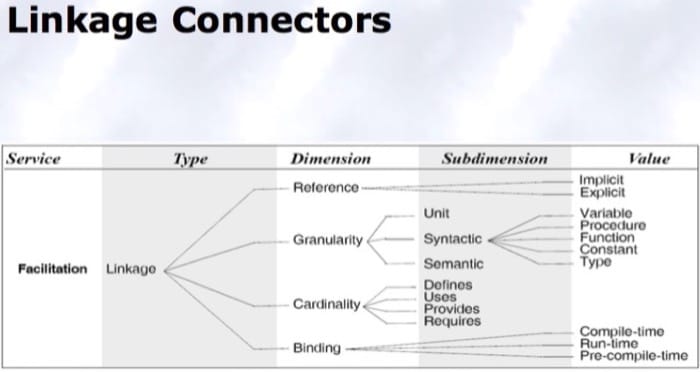 Linkage Connectors
Service Type Dimension Subdimension Value
Reference
Implicit
Explicit
Granularity
Unit
Syntactic
Semantic
Variable
Procedure
Function
Constant
Type
Facilitation Linkage
Cardinality
Defines
Uses
Provides
Requires
Binding
Compile-time
Run-time
Pre-compile-time